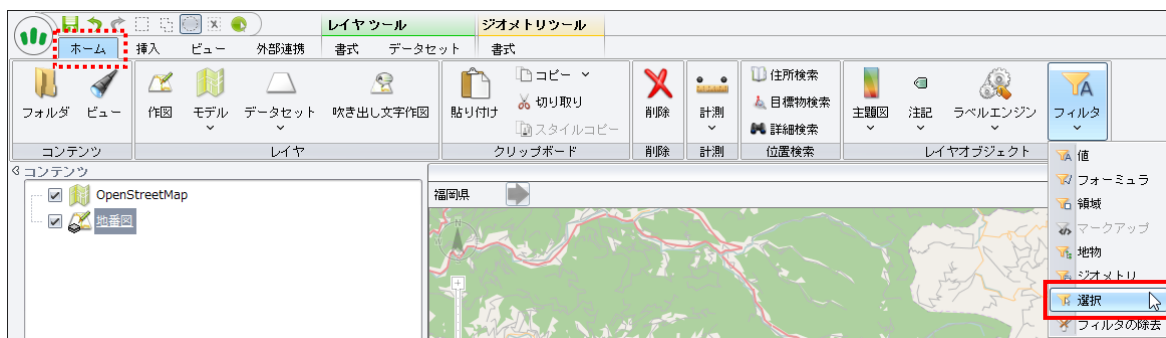 レイヤ ツール ジオメトリツール
ホーム 挿入 ビュー 外部連携 書式 データセット 書式
フォルダ ビュー 作図 モデル データセット 吹き出し文字作図 貼り付け コピー 切り取り スタイルコピー 削除 計測 住所検索 目標物検索 詳細検索 主題図 注記 ラベルエンジン フィルタ
コンテンツ レイヤ クリップボード 削除 計測 位置検索 レイヤオブジェクト
コンテンツ
OpenStreetMap
地番図
福岡県
N
値
フォーミュラ
領域
マークアップ
地物
ジオメトリ
選択
フィルタの除去